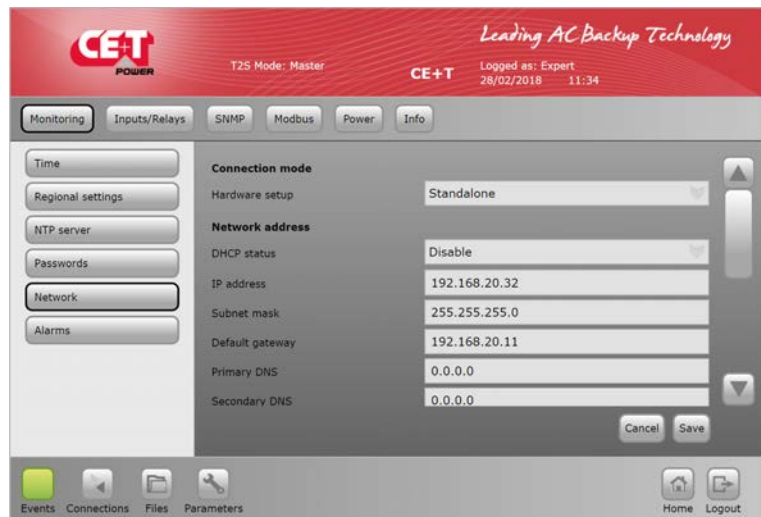 CE+T
POWER
Leading AC Backup Technology
T2S Mode: Master
CE+T
Logged as: Expert
28/02/2018 11:34
Monitoring Inputs/Relays SNMP Modbus Power Info
Time
Regional settings
NTP server
Passwords
Network
Alarms
Connection mode
Hardware setup Standalone
Network address
DHCP status Disable
IP address 192.168.20.32
Subnet mask 255.255.255.0
Default gateway 192.168.20.11
Primary DNS 0.0.0.0
Secondary DNS 0.0.0.0
Cancel Save
Events Connections Files Parameters Home Logout